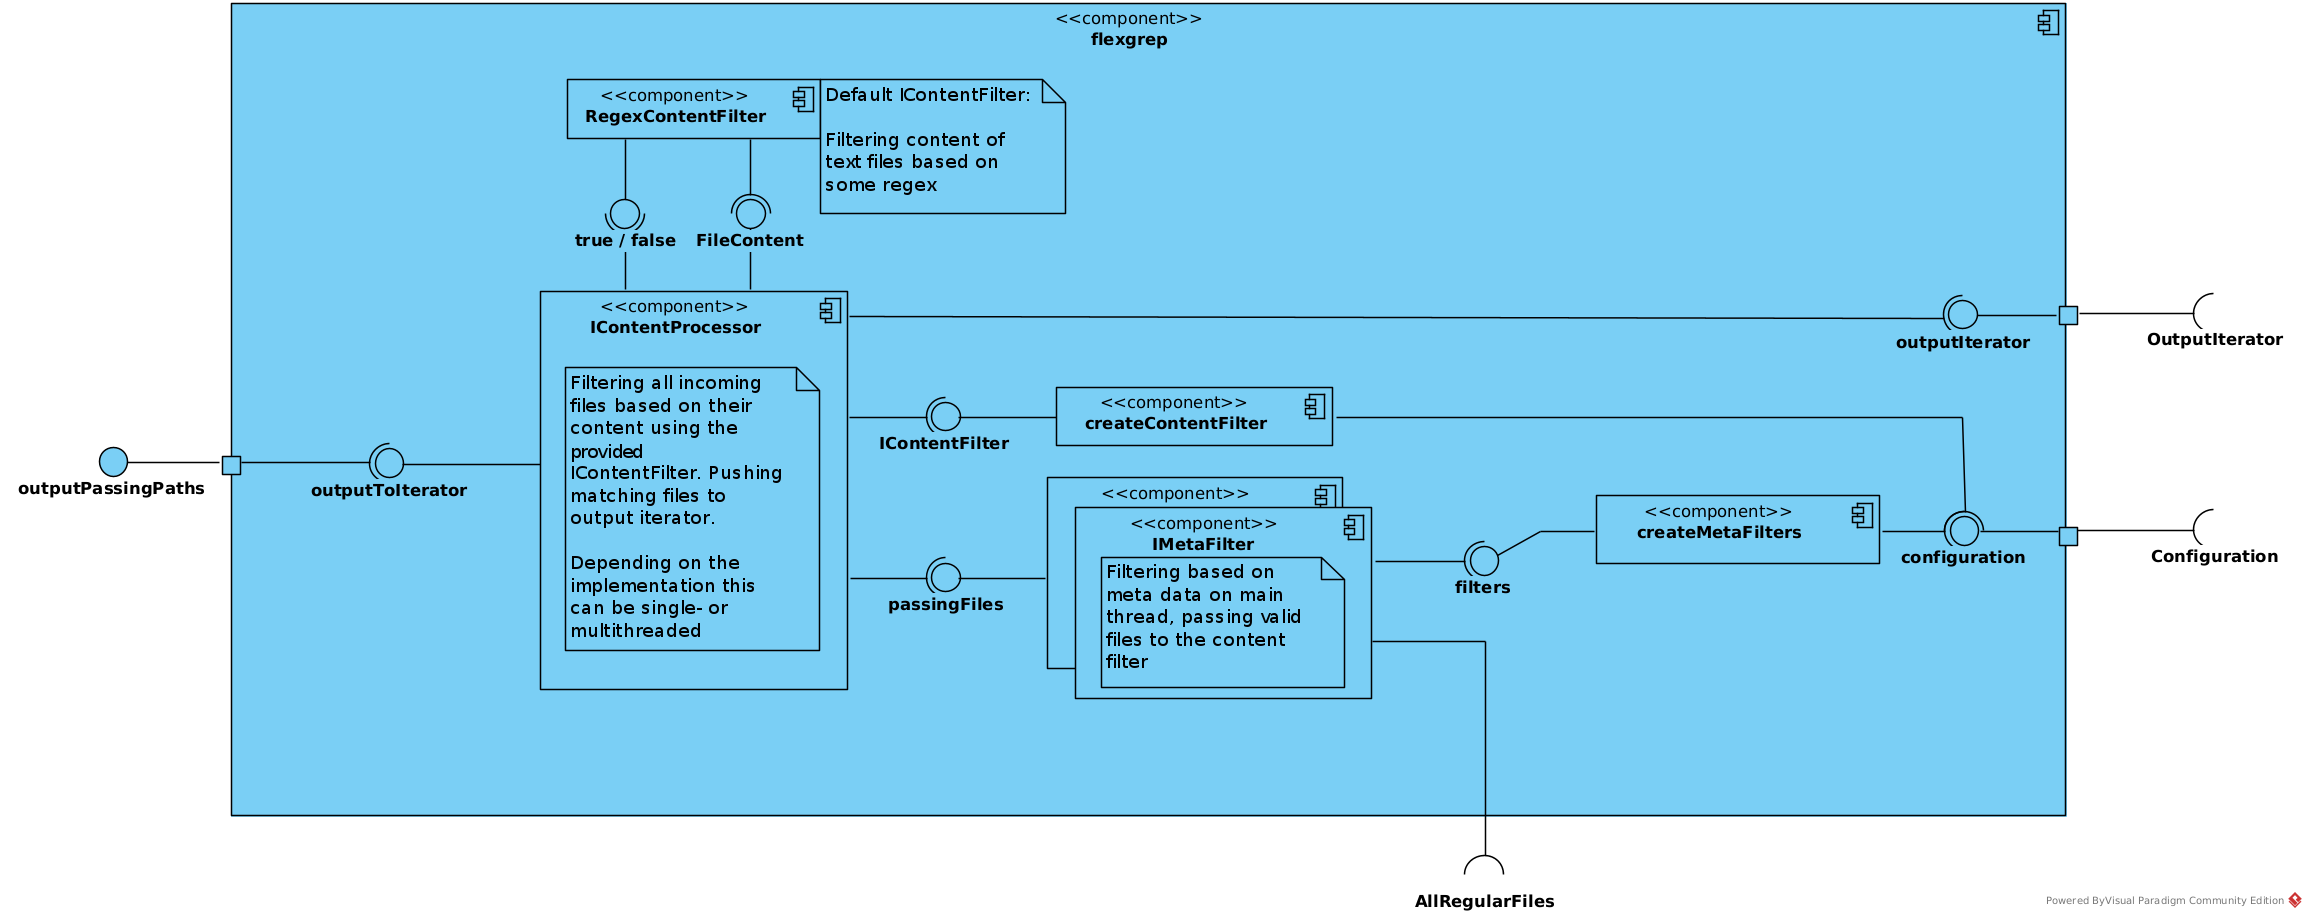 <<component>>
flexgrep
<<component>>
RegexContentFilter
Default IContentFilter:
Filtering content of
text files based on
some regex
true / false
FileContent
<<component>>
IContentProcessor
Filtering all incoming
files based on their
content using the
provided
IContentFilter. Pushing
matching files to
output iterator.
Depending on the
implementation this
can be single- or
multithreaded
outputIterator
OutputIterator
<<component>>
createContentFilter
IContentFilter
outputPassingPaths
outputToIterator
<<component>>
<<component>>
IMetaFilter
Filtering based on
meta data on main
thread, passing valid
files to the content
filter
<<component>>
createMetaFilters
configuration
Configuration
filters
passingFiles
AllRegularFiles
Powered ByVisual Paradigm Community Edition